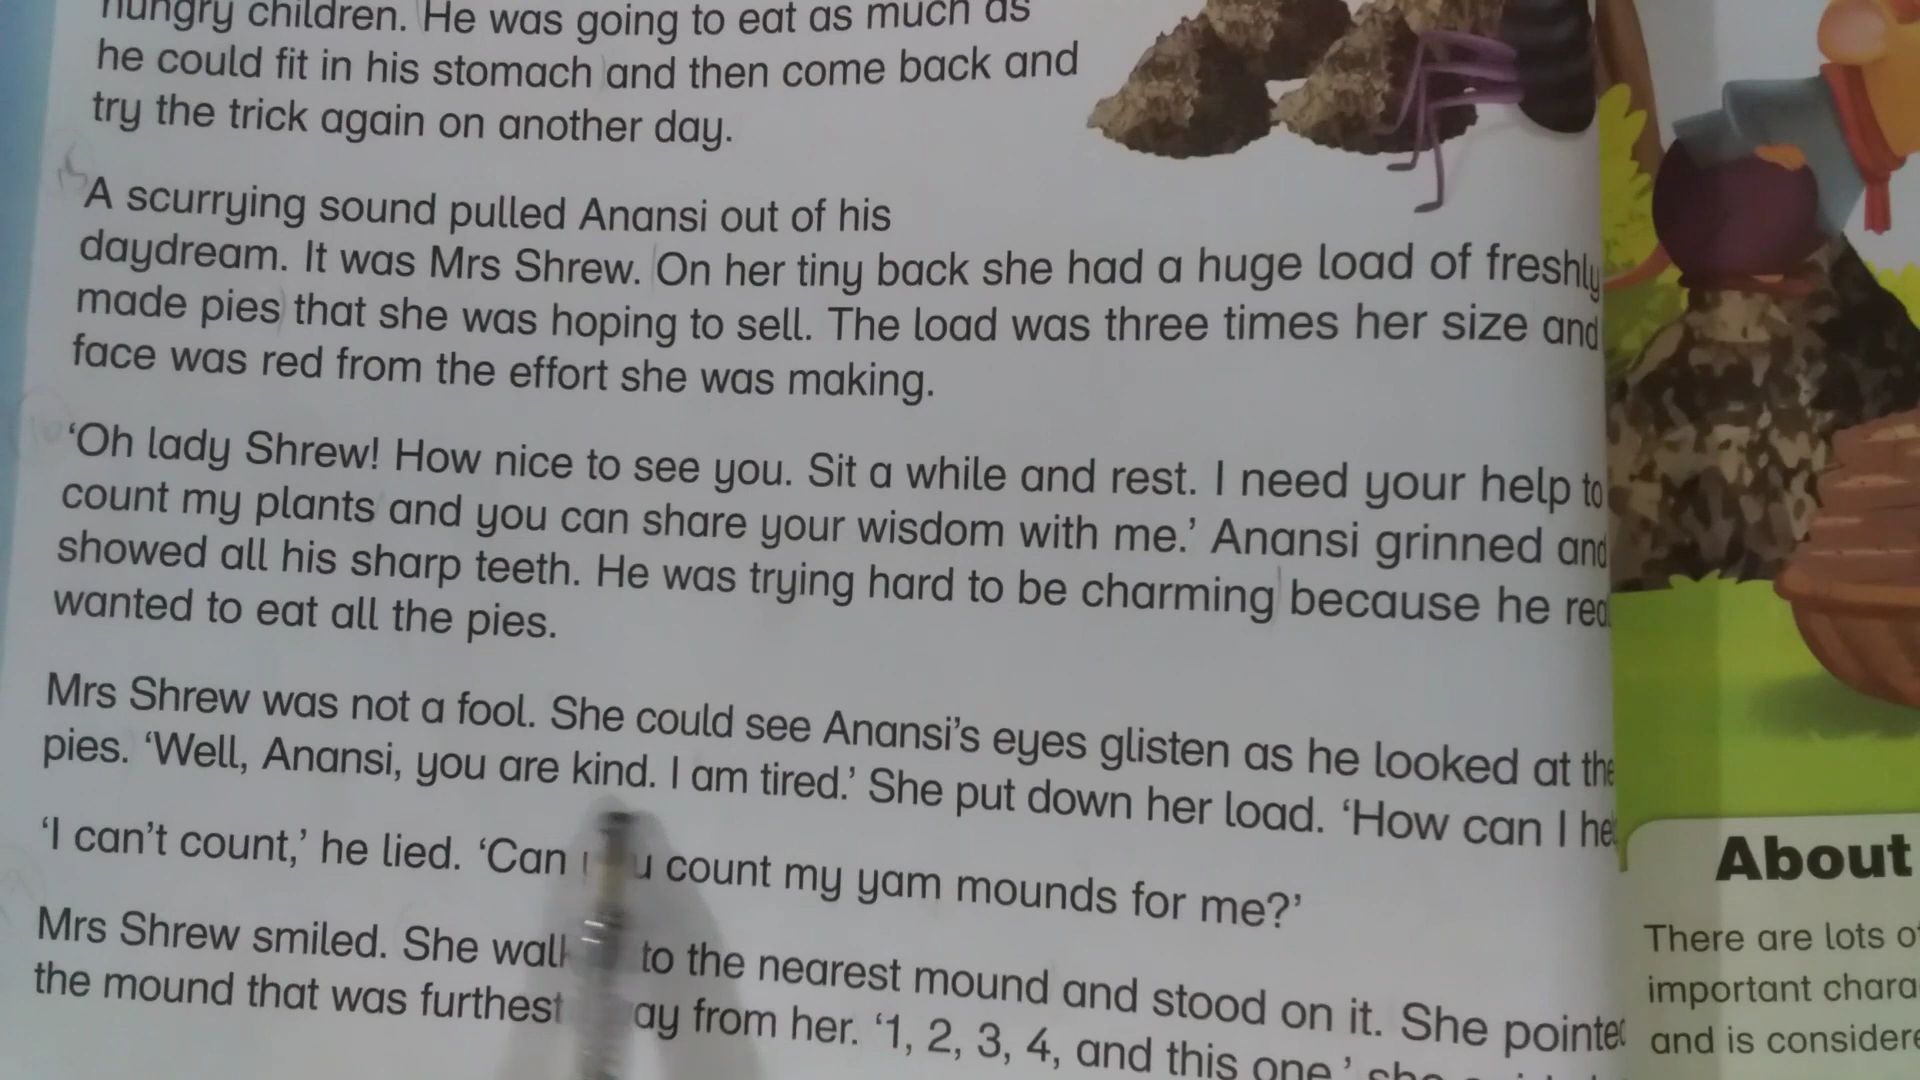 hungry children. He was going to eat as much as
he could fit in his stomach and then come back and
try the trick again on another day.
A scurrying sound pulled Anansi out of his
daydream. It was Mrs Shrew. On her tiny back she had a huge load of freshly
made pies that she was hoping to sell. The load was three times her size and
face was red from the effort she was making.
‘Oh lady Shrew! How nice to see you. Sit a while and rest. I need your help to
count my plants and you can share your wisdom with me.’ Anansi grinned and
showed all his sharp teeth. He was trying hard to be charming because he
wanted to eat all the pies.
Mrs Shrew was not a fool. She could see Anansi’s eyes glisten as he looked at the
pies. ‘Well, Anansi, you are kind. I am tired.’ She put down her load. ‘How can I
‘I can’t count,’ he lied. ‘Can count my yam mounds for me?’
Mrs Shrew smiled. She to the nearest mound and stood on it. She pointed
the mound that was furthest from her. ‘1, 2, 3, 4, and this one,’ she
About
There are lots of
important
and is